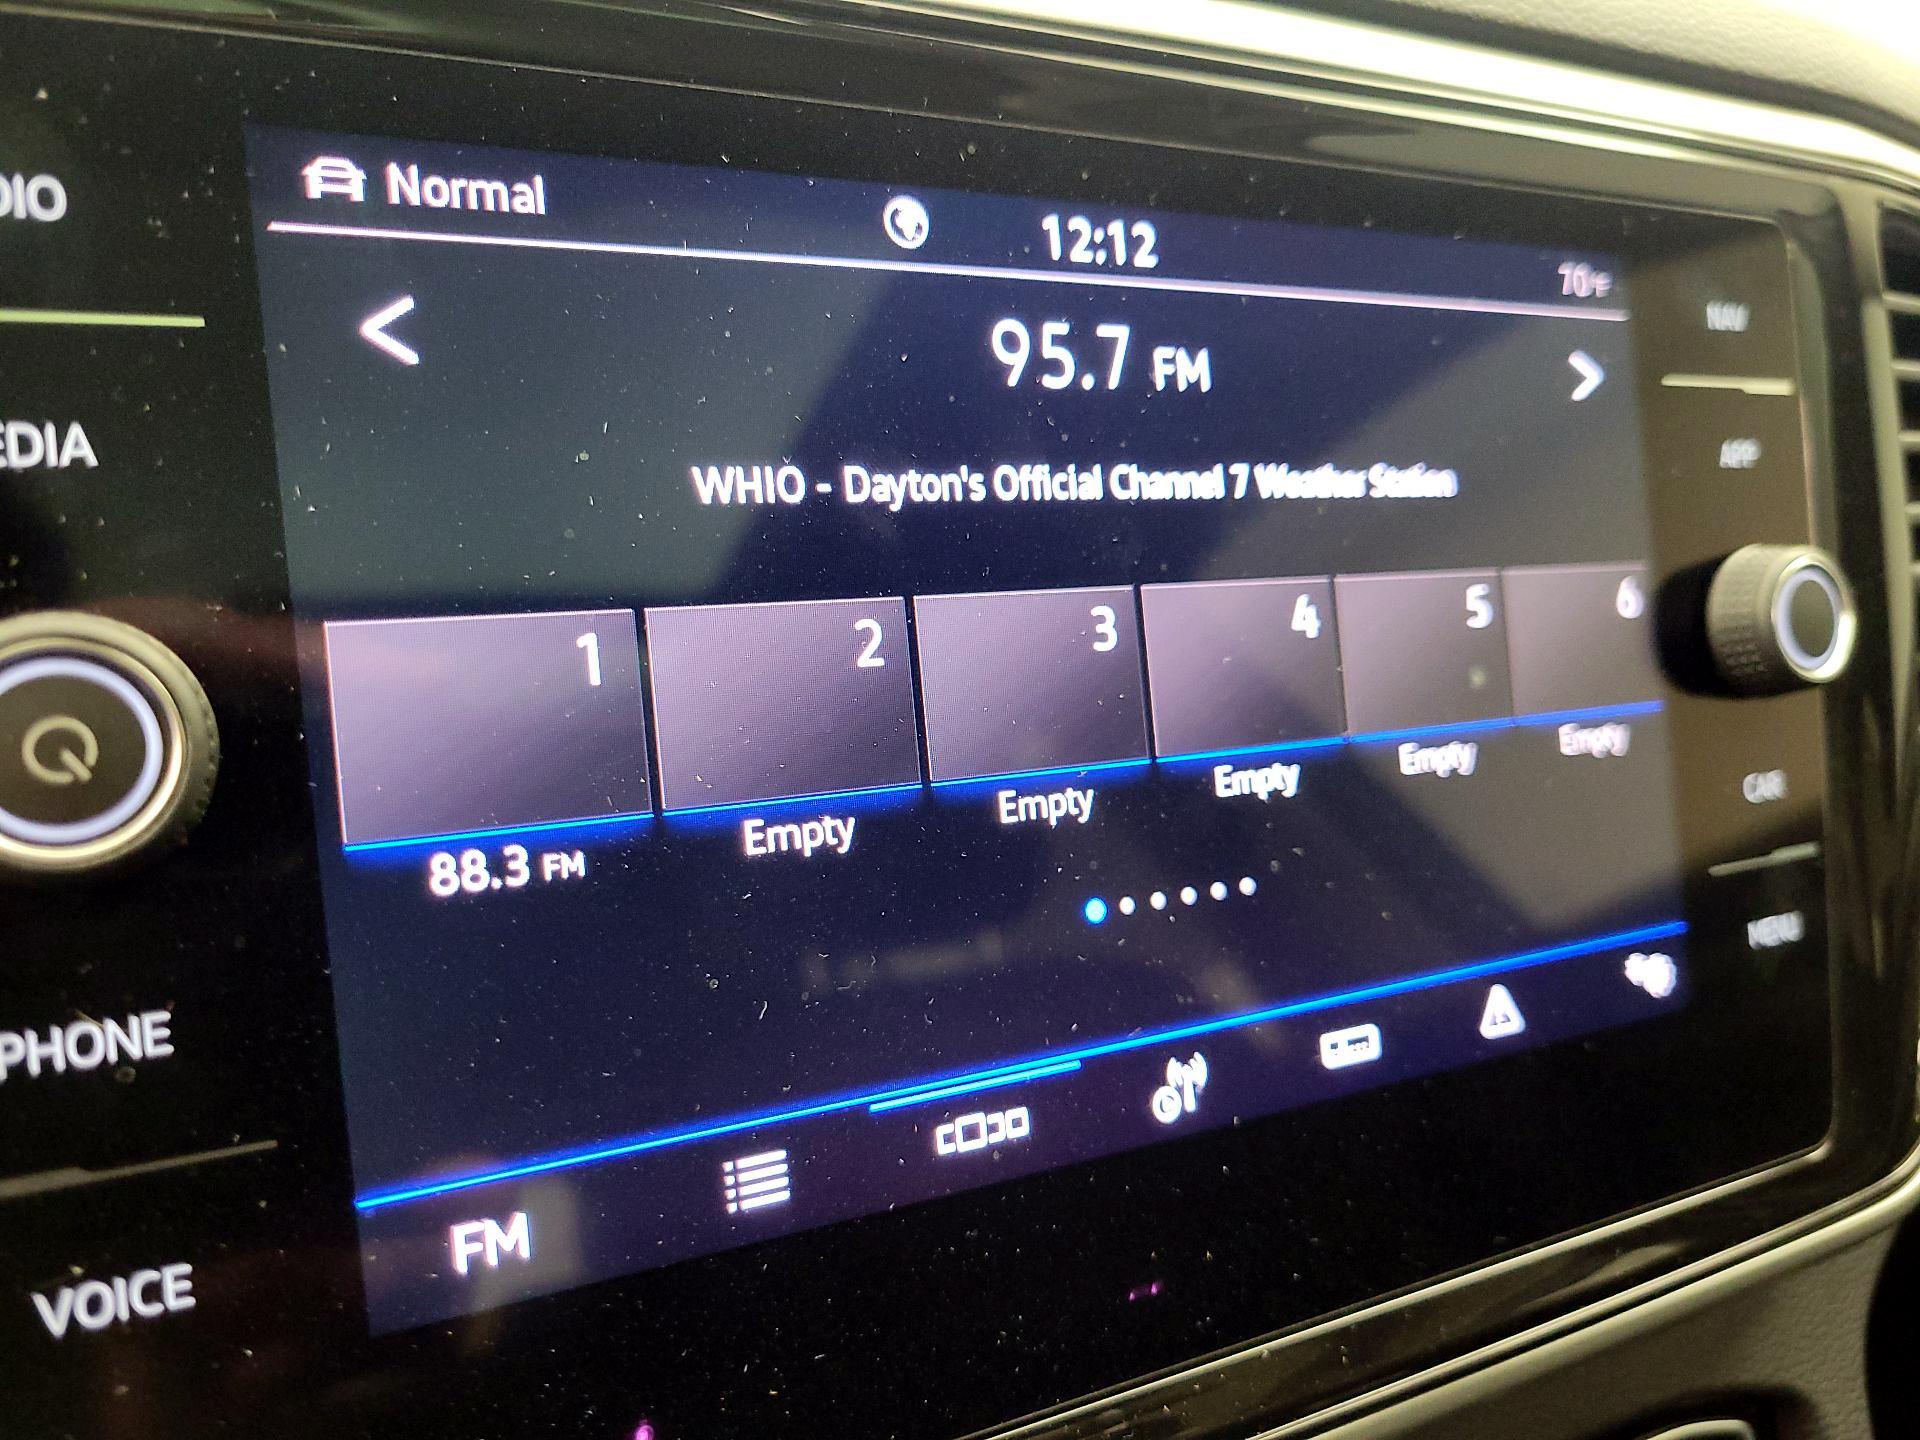 DIO
Normal
12:12
70°F
NAV
95.7 FM
APP
EDIA
WHIO - Dayton's Official Channel 7 Weather Station
1
2
3
4
5
6
88.3 FM
Empty
Empty
Empty
Empty
Empty
CAR
MENU
PHONE
FM
VOICE